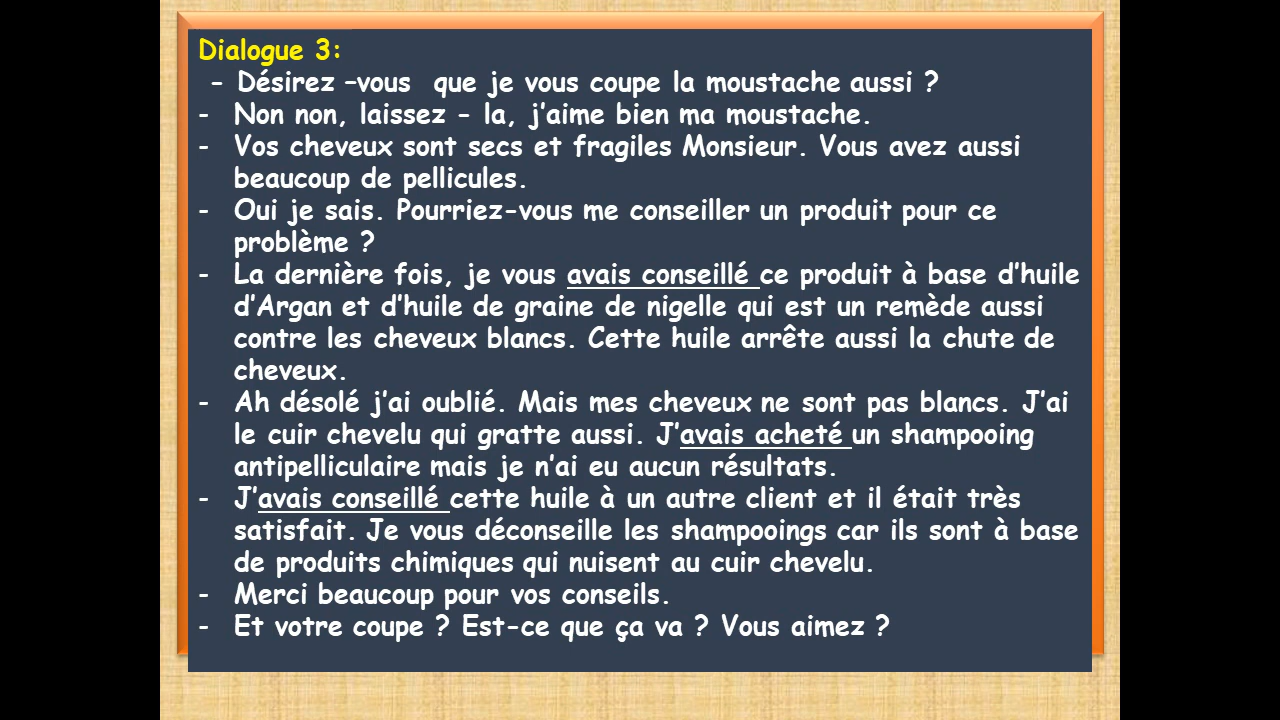 Dialogue 3:
- Désirez –vous  que je vous coupe la moustache aussi ?
- Non non, laissez – la, j’aime bien ma moustache.
- Vos cheveux sont secs et fragiles Monsieur. Vous avez aussi
beaucoup de pellicules.
- Oui je sais. Pourriez-vous me conseiller un produit pour ce
problème ?
- La dernière fois, je vous avais conseillé ce produit à base d’huile
d’Argan et d’huile de graine de nigelle qui est un remède aussi
contre les cheveux blancs. Cette huile arrête aussi la chute de
cheveux.
- Ah désolé j’ai oublié. Mais mes cheveux ne sont pas blancs. J’ai
le cuir chevelu qui gratte aussi. J’avais acheté un shampooing
antipelliculaire mais je n’ai eu aucun résultats.
- J’avais conseillé cette huile à un autre client et il était très
satisfait. Je vous déconseille les shampooings car ils sont à base
de produits chimiques qui nuisent au cuir chevelu.
- Merci beaucoup pour vos conseils.
- Et votre coupe ? Est-ce que ça va ? Vous aimez ?